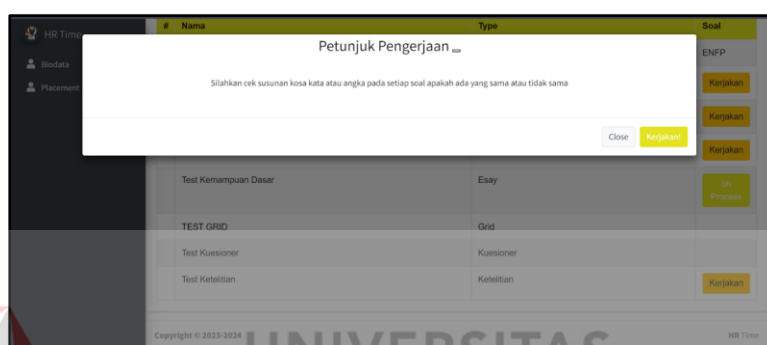 HR Time
Biodata
Placement
# Nama Type Soal
Petunjuk Pengerjaan
Silahkan cek susunan kosa kata atau angka pada setiap soal apakah ada yang sama atau tidak sama
Close Kerjakan!
ENFP
Kerjakan
Kerjakan
Kerjakan
Test Kemampuan Dasar Esay on Process
TEST GRID Grid
Test Kuesioner Kuesioner
Test Ketelitian Ketelitian Kerjakan
Copyright © 2023-2024 HR Time
UNIVERSITAS